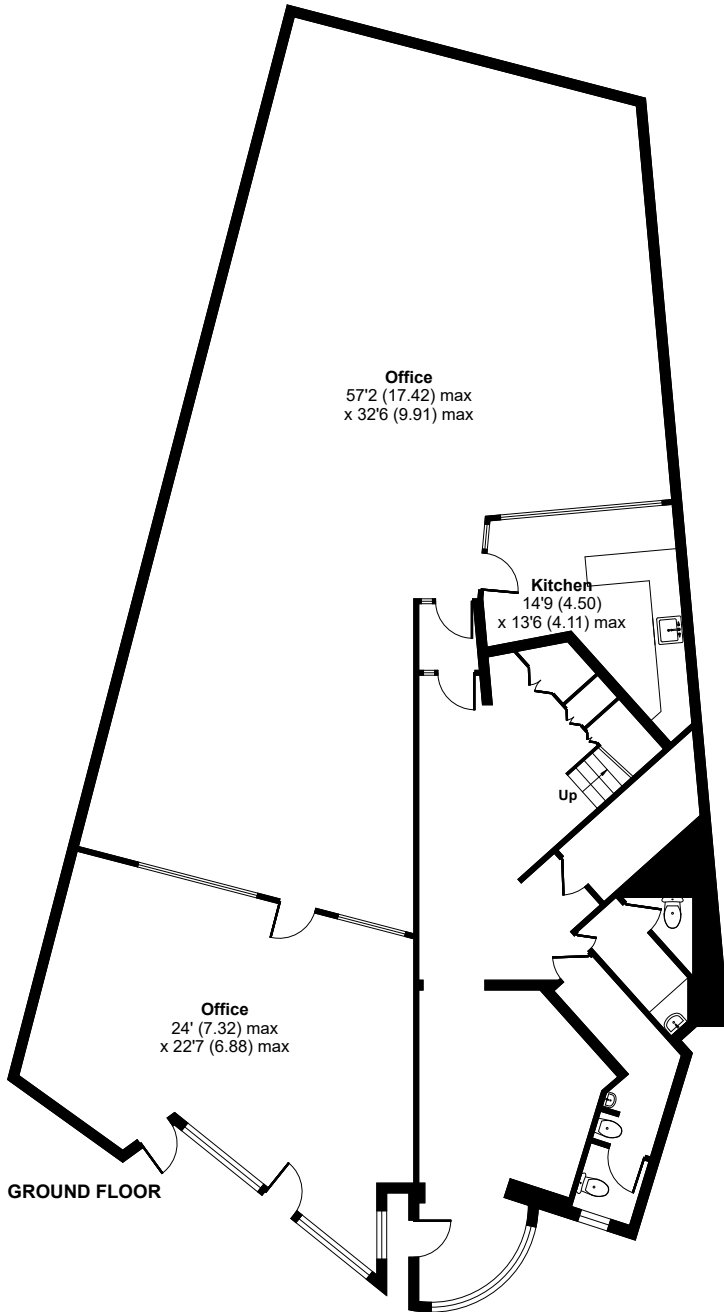 Office
57'2 (17.42) max
x 32'6 (9.91) max
Kitchen
14'9 (4.50)
x 13'6 (4.11) max
Up
Office
24' (7.32) max
x 22'7 (6.88) max
GROUND FLOOR